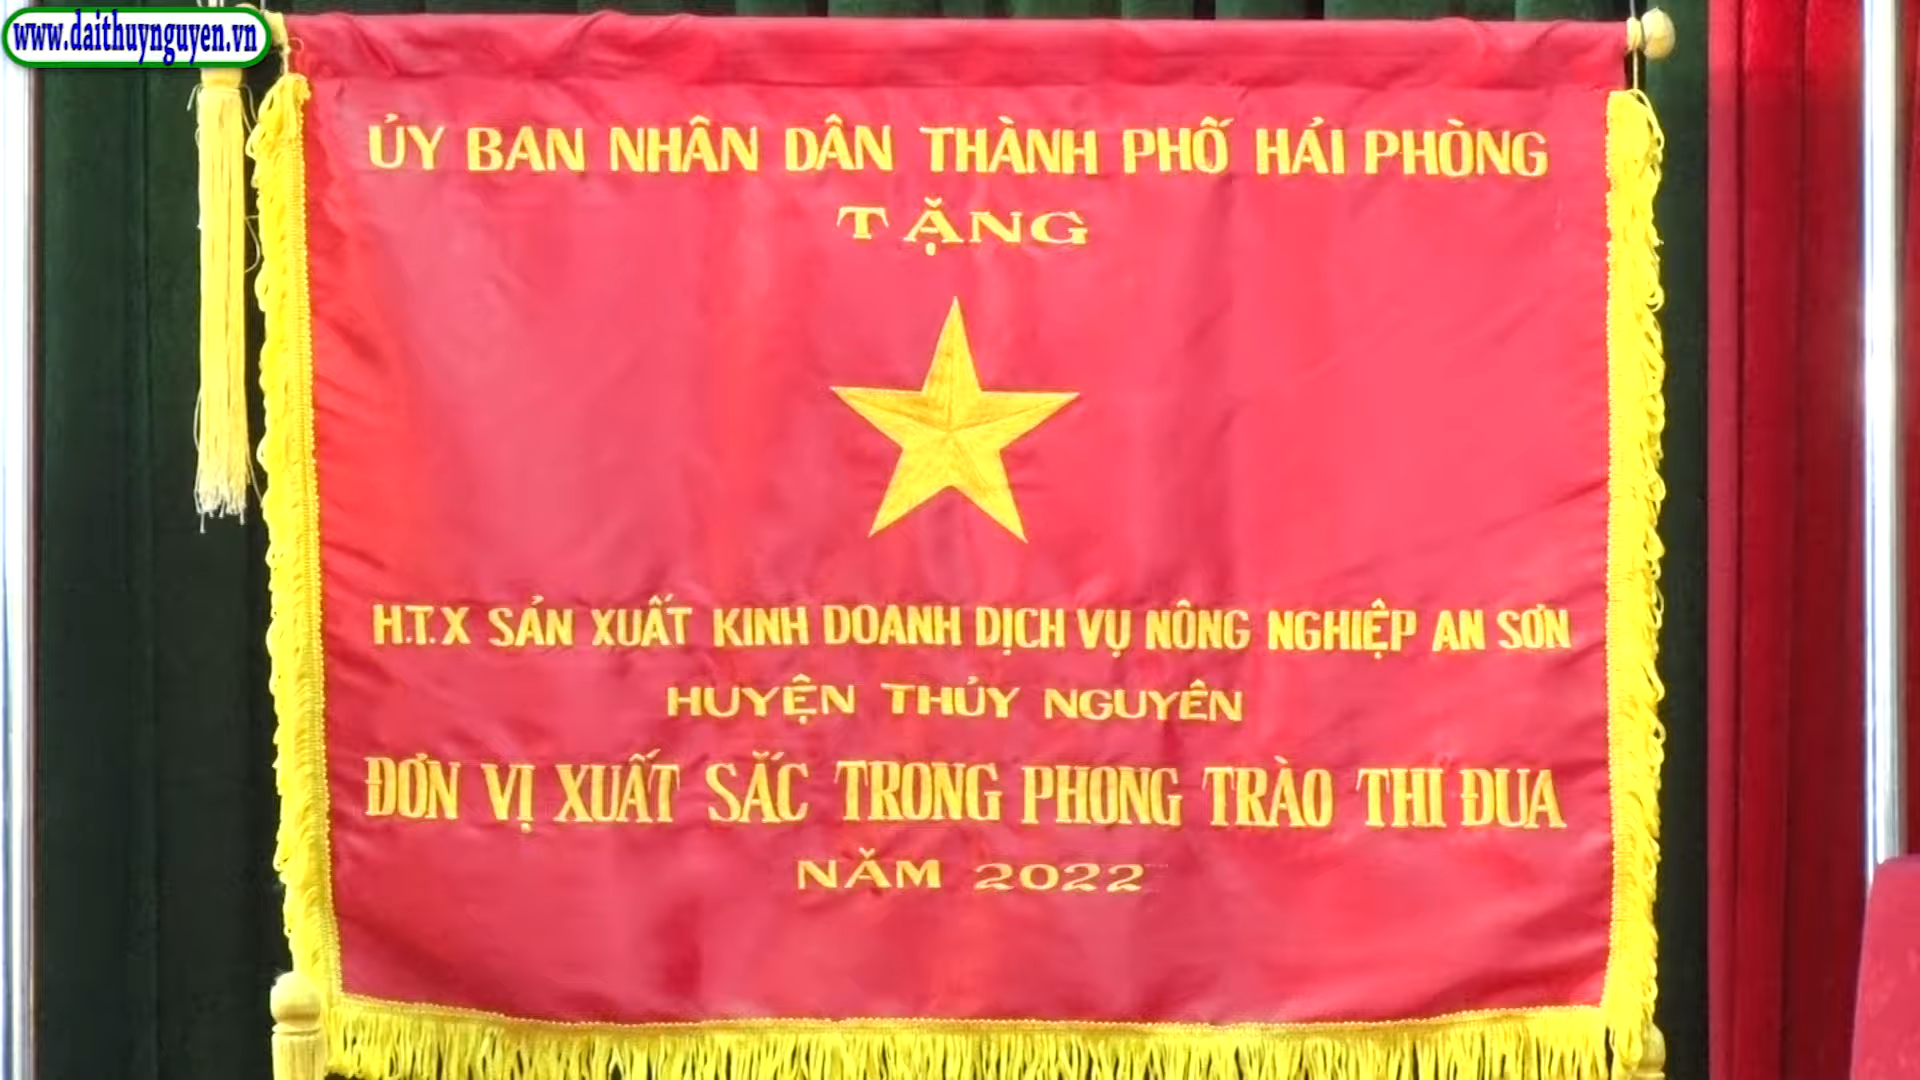 www.daithuynguyen.vn
ỦY BAN NHÂN DÂN THÀNH PHỐ HẢI PHÒNG
TẶNG
H.T.X SẢN XUẤT KINH DOANH DỊCH VỤ NÔNG NGHIỆP AN SƠN
HUYỆN THỦY NGUYÊN
ĐƠN VỊ XUẤT SẮC TRONG PHONG TRÀO THI ĐUA
NĂM 2022